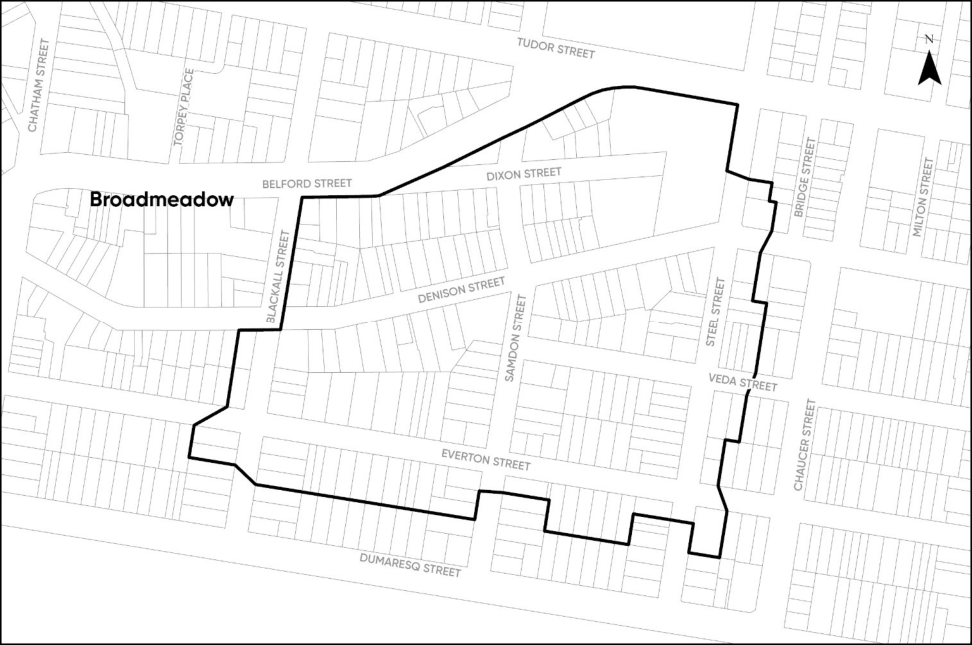 TUDOR STREET
N
CHATHAM STREET
TORPEY PLACE
BELFORD STREET
DIXON STREET
BRIDGE STREET
MILTON STREET
Broadmeadow
BLACKALL STREET
DENISON STREET
SAMDON STREET
STEEL STREET
VEDA STREET
CHAUCER STREET
EVERTON STREET
DUMARESQ STREET